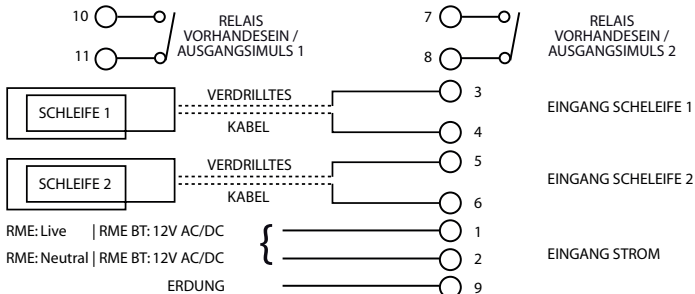 10
RELAIS
VORHANDESEIN /
AUSGANGSIMULS 1
11
7
RELAIS
VORHANDESEIN /
AUSGANGSIMULS 2
8
SCHLEIFE 1
VERDRILLTES
KABEL
3
4
EINGANG SCHELEIFE 1
SCHLEIFE 2
VERDRILLTES
KABEL
5
6
EINGANG SCHELEIFE 2
RME: Live | RME BT: 12V AC/DC
1
RME: Neutral | RME BT: 12V AC/DC
2
EINGANG STROM
ERDUNG
9